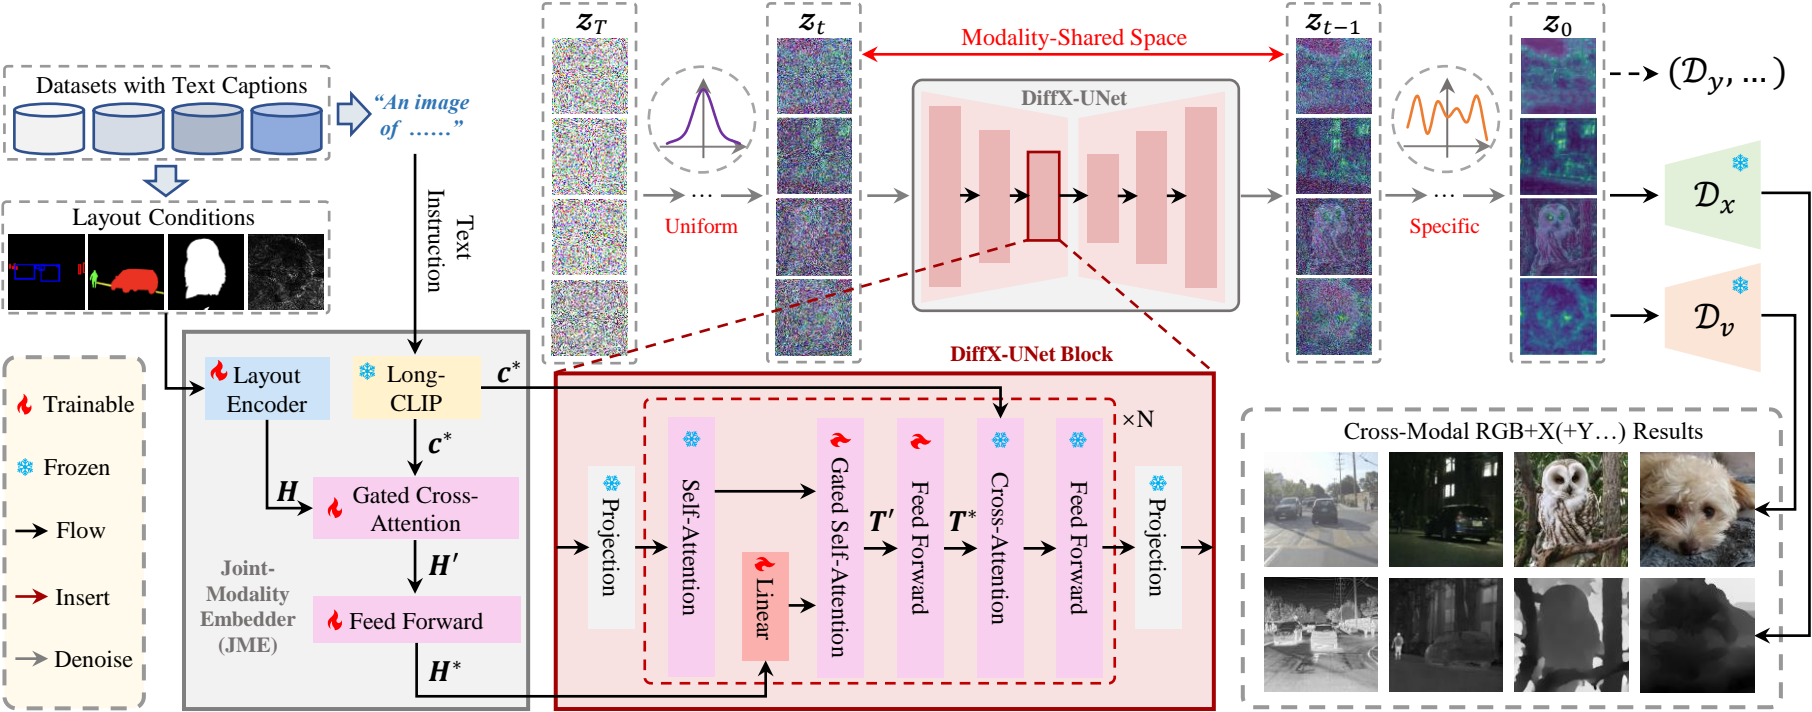 Datasets with Text Captions
“An image
of ……”
Layout Conditions
Text
Instruction
Trainable
Frozen
Flow
Insert
Denoise
Layout
Encoder
Long-
CLIP
c*
c*
H
Gated Cross-
Attention
H′
Feed Forward
H*
Joint-
Modality
Embedder
(JME)
z_T
z_t
z_{t−1}
z_0
Uniform
...
Modality-Shared Space
DiffX-UNet
Specific
...
(𝒟_y, …)
𝒟_x
𝒟_v
DiffX-UNet Block
×N
Projection
Self-Attention
Linear
Gated Self-Attention
T′
Feed Forward
T*
Cross-Attention
Feed Forward
Projection
Cross-Modal RGB+X(+Y…) Results